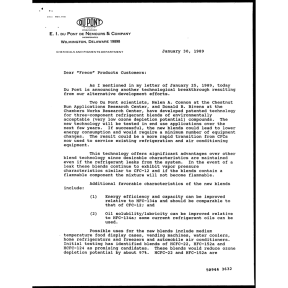 DU PONT
E. I. DU PONT DE NEMOURS & COMPANY
WILMINGTON, DELAWARE 19898
CHEMICALS AND PIGMENTS DEPARTMENT
January 30, 1989
Dear "Freon" Products Customers:
As I mentioned in my letter of January 25, 1989, today
Du Pont is announcing another technological breakthrough resulting
from our alternative development efforts.
Two Du Pont scientists, Helen A. Connon at the Chestnut
Run Applications Research Center, and Donald B. Bivens at the
Chambers Works Research Center, have developed patented technology
for three-component refrigerant blends of environmentally
acceptable (very low ozone depletion potential) compounds. The
new technology will be tested in end use applications over the
next few years. If successful, the new blends could lead to lower
energy consumption and would require a minimum number of equipment
changes. The result could be a more rapid transition from CFCs
now used to service existing refrigeration and air conditioning
equipment.
This technology offers significant advantages over other
blend technology since desirable characteristics are maintained
even if the refrigerant leaks from the system. In the event of a
leak these blends continue to exhibit vapor pressure
characteristics similar to CFC-12 and if the blends contain a
flammable component the mixture will not become flammable.
Additional favorable characteristics of the new blends
include:
(1) Energy efficiency and capacity can be improved
relative to HFC-134a and should be comparable to
that of CFC-12; and
(2) Oil solubility/lubricity can be improved relative
to HFC-134a; some current refrigeration oils can be
used.
Possible uses for the new blends include medium
temperature food display cases, vending machines, water coolers,
home refrigerators and freezers and automobile air conditioners.
Initial testing has identified blends of HCFC-22, HFC-152a and
HCFC-124 as promising candidates. These blends would reduce ozone
depletion potential by about 97%. HCFC-22 and HFC-152a are
50948 3632